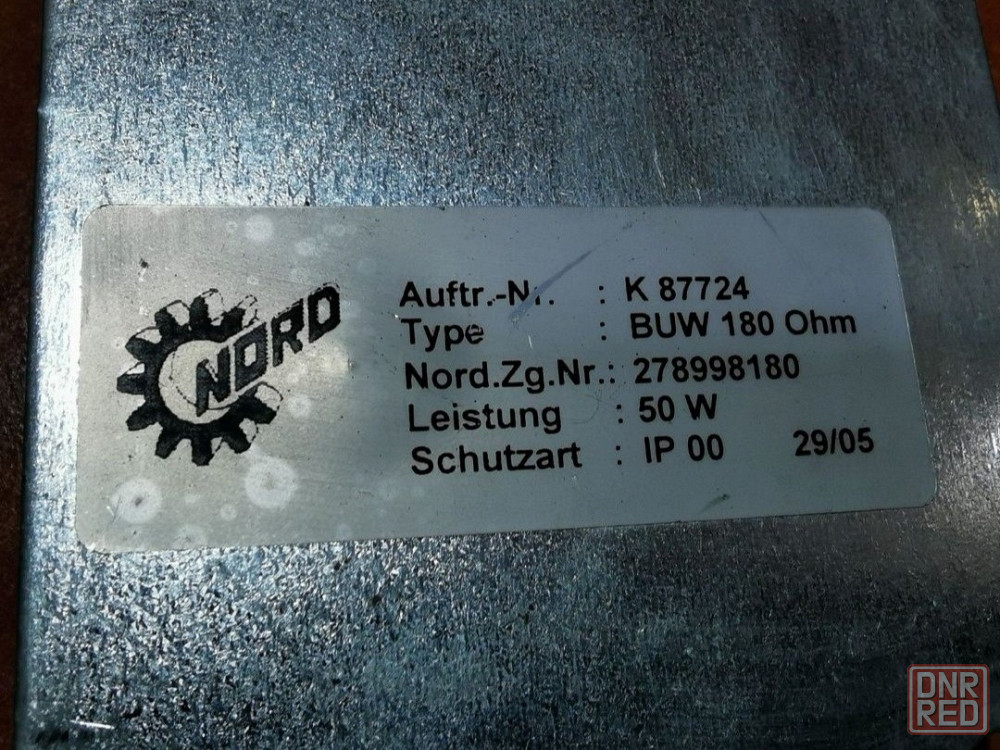 NORD
Auftr.-Nr. : K 87724
Type : BUW 180 Ohm
Nord.Zg.Nr.: 278998180
Leistung : 50 W
Schutzart : IP 00 29/05
DNR
RED